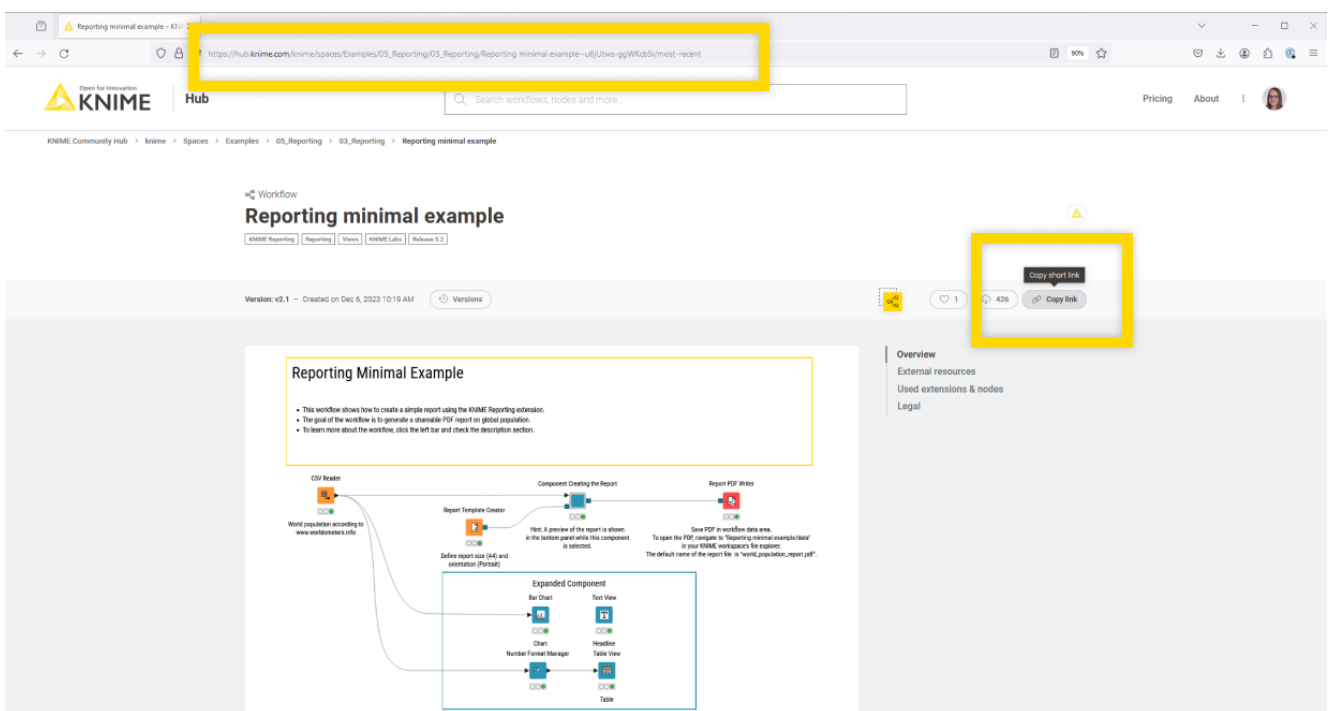 Reporting minimal example – KNI
https://hub.knime.com/knime/spaces/Examples/05_Reporting/03_Reporting/Reporting minimal example~u6jUtws-ggWKcb5i/most-recent
90%
Open for Innovation
KNIME
Hub
Search workflows, nodes and more...
Pricing
About
KNIME Community Hub > knime > Spaces > Examples > 05_Reporting > 03_Reporting > Reporting minimal example
Workflow
Reporting minimal example
KNIME Reporting
Reporting
Views
KNIME Labs
Release 5.2
Copy short link
Version: v2.1 – Created on Dec 6, 2023 10:19 AM
Versions
1
426
Copy link
Overview
External resources
Used extensions & nodes
Legal
Reporting Minimal Example
• This workflow shows how to create a simple report using the KNIME Reporting extension.
• The goal of the workflow is to generate a shareable PDF report on global population.
• To learn more about the workflow, click the left bar and check the description section.
CSV Reader
World population according to
www.worldometers.info
Report Template Creator
Define report size (A4) and
orientation (Portrait)
Component Creating the Report
Hint: A preview of the report is shown
in the bottom panel while this component
is selected.
Report PDF Writer
Save PDF in workflow data area.
To open the PDF, navigate to "Reporting minimal example/data"
in your KNIME workspace's file explorer.
The default name of the report file is "world_population_report.pdf".
Expanded Component
Bar Chart
Text View
Chart
Headline
Number Format Manager
Table View
Table